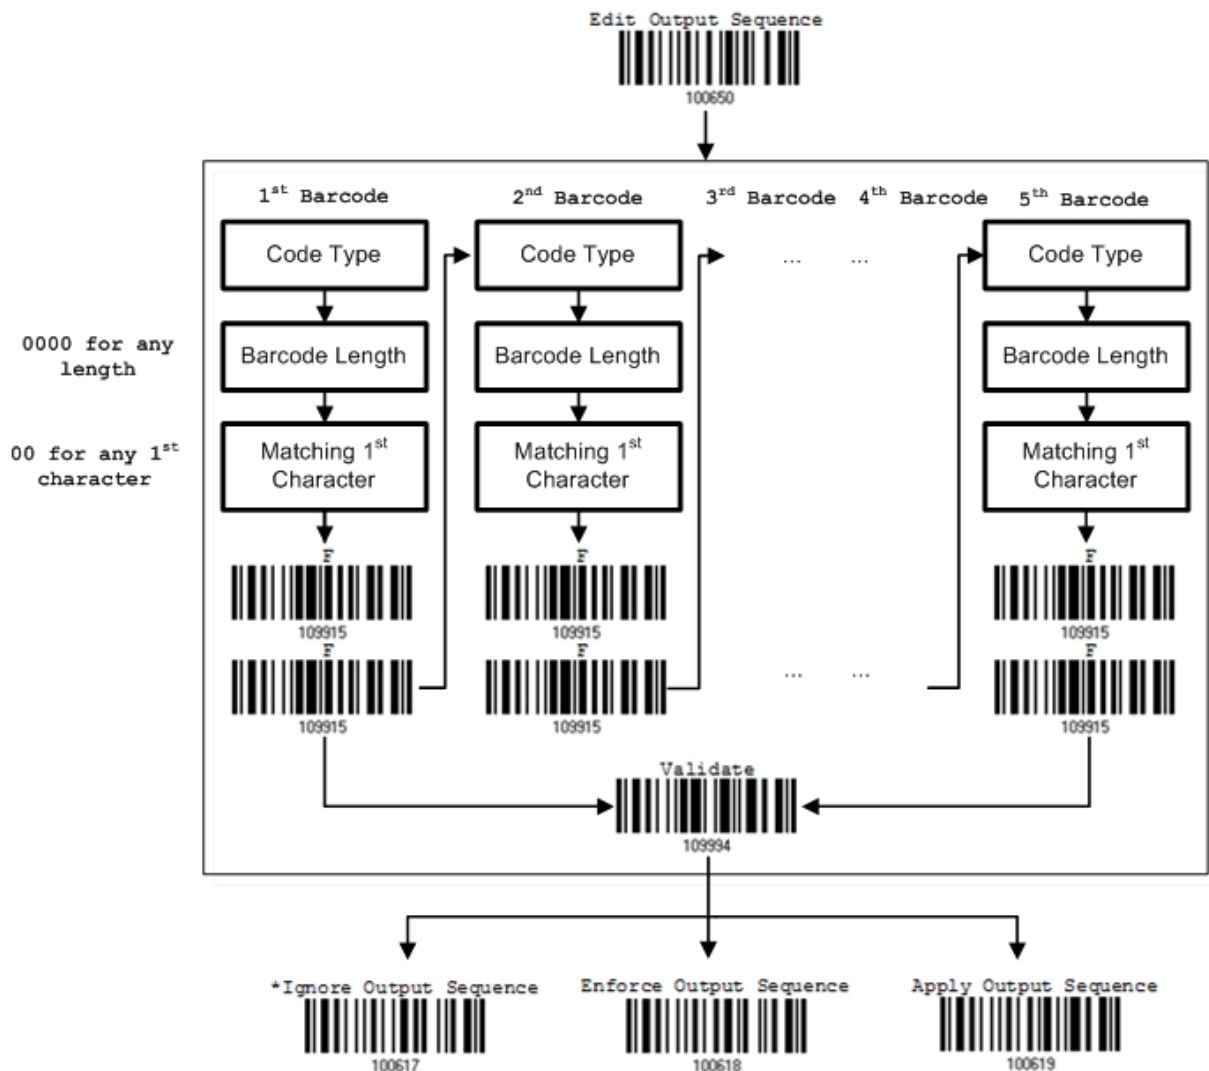 Edit Output Sequence
100650
1st Barcode
2nd Barcode
3rd Barcode
4th Barcode
5th Barcode
Code Type
Code Type
... ...
Code Type
0000 for any
length
Barcode Length
Barcode Length
Barcode Length
00 for any 1st
character
Matching 1st
Character
Matching 1st
Character
Matching 1st
Character
F
F
F
109915
109915
109915
F
F
F
... ...
109915
109915
109915
Validate
109994
*Ignore Output Sequence
Enforce Output Sequence
Apply Output Sequence
100617
100618
100619